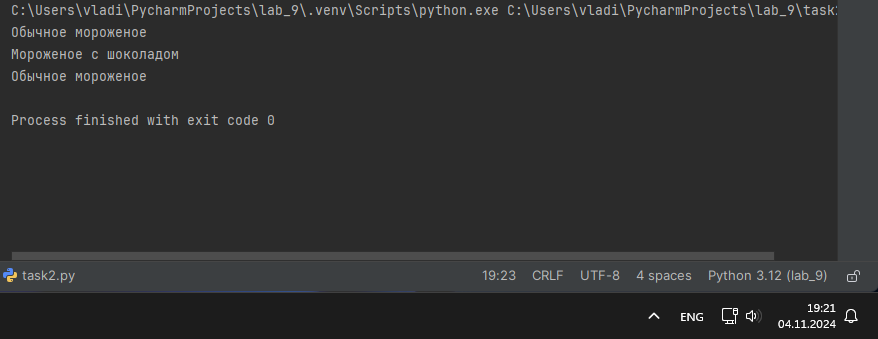 C:\Users\vladi\PycharmProjects\lab_9\.venv\Scripts\python.exe C:\Users\vladi\PycharmProjects\lab_9\task2
Обычное мороженое
Мороженое с шоколадом
Обычное мороженое
Process finished with exit code 0
task2.py 19:23 CRLF UTF-8 4 spaces Python 3.12 (lab_9)
ENG 19:21
04.11.2024